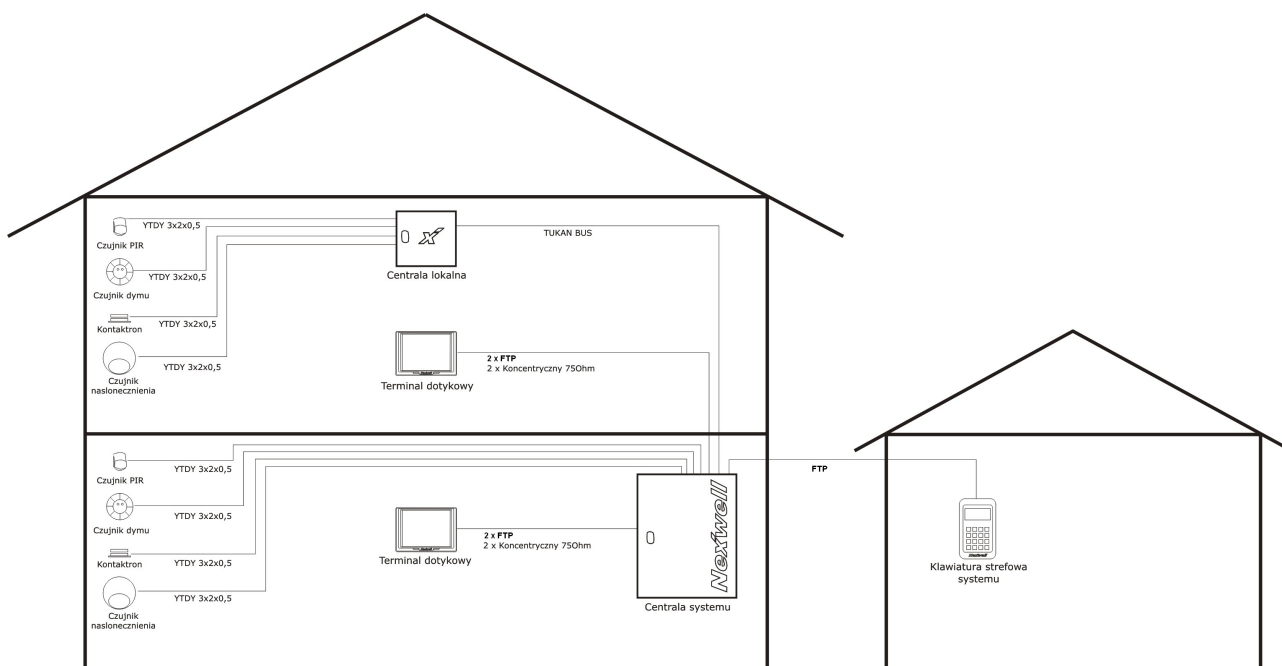 YTDY 3x2x0,5
Czujnik PIR
YTDY 3x2x0,5
Czujnik dymu
YTDY 3x2x0,5
Kontaktron
YTDY 3x2x0,5
Czujnik
naslonecznienia
X
Centrala lokalna
TUKAN BUS
Terminal dotykowy
2 x FTP
2 x Koncentryczny 75Ohm
YTDY 3x2x0,5
Czujnik PIR
YTDY 3x2x0,5
Czujnik dymu
YTDY 3x2x0,5
Kontaktron
YTDY 3x2x0,5
Czujnik
naslonecznienia
Terminal dotykowy
2 x FTP
2 x Koncentryczny 75Ohm
Nexwell
Centrala systemu
FTP
Klawiatura strefowa
systemu